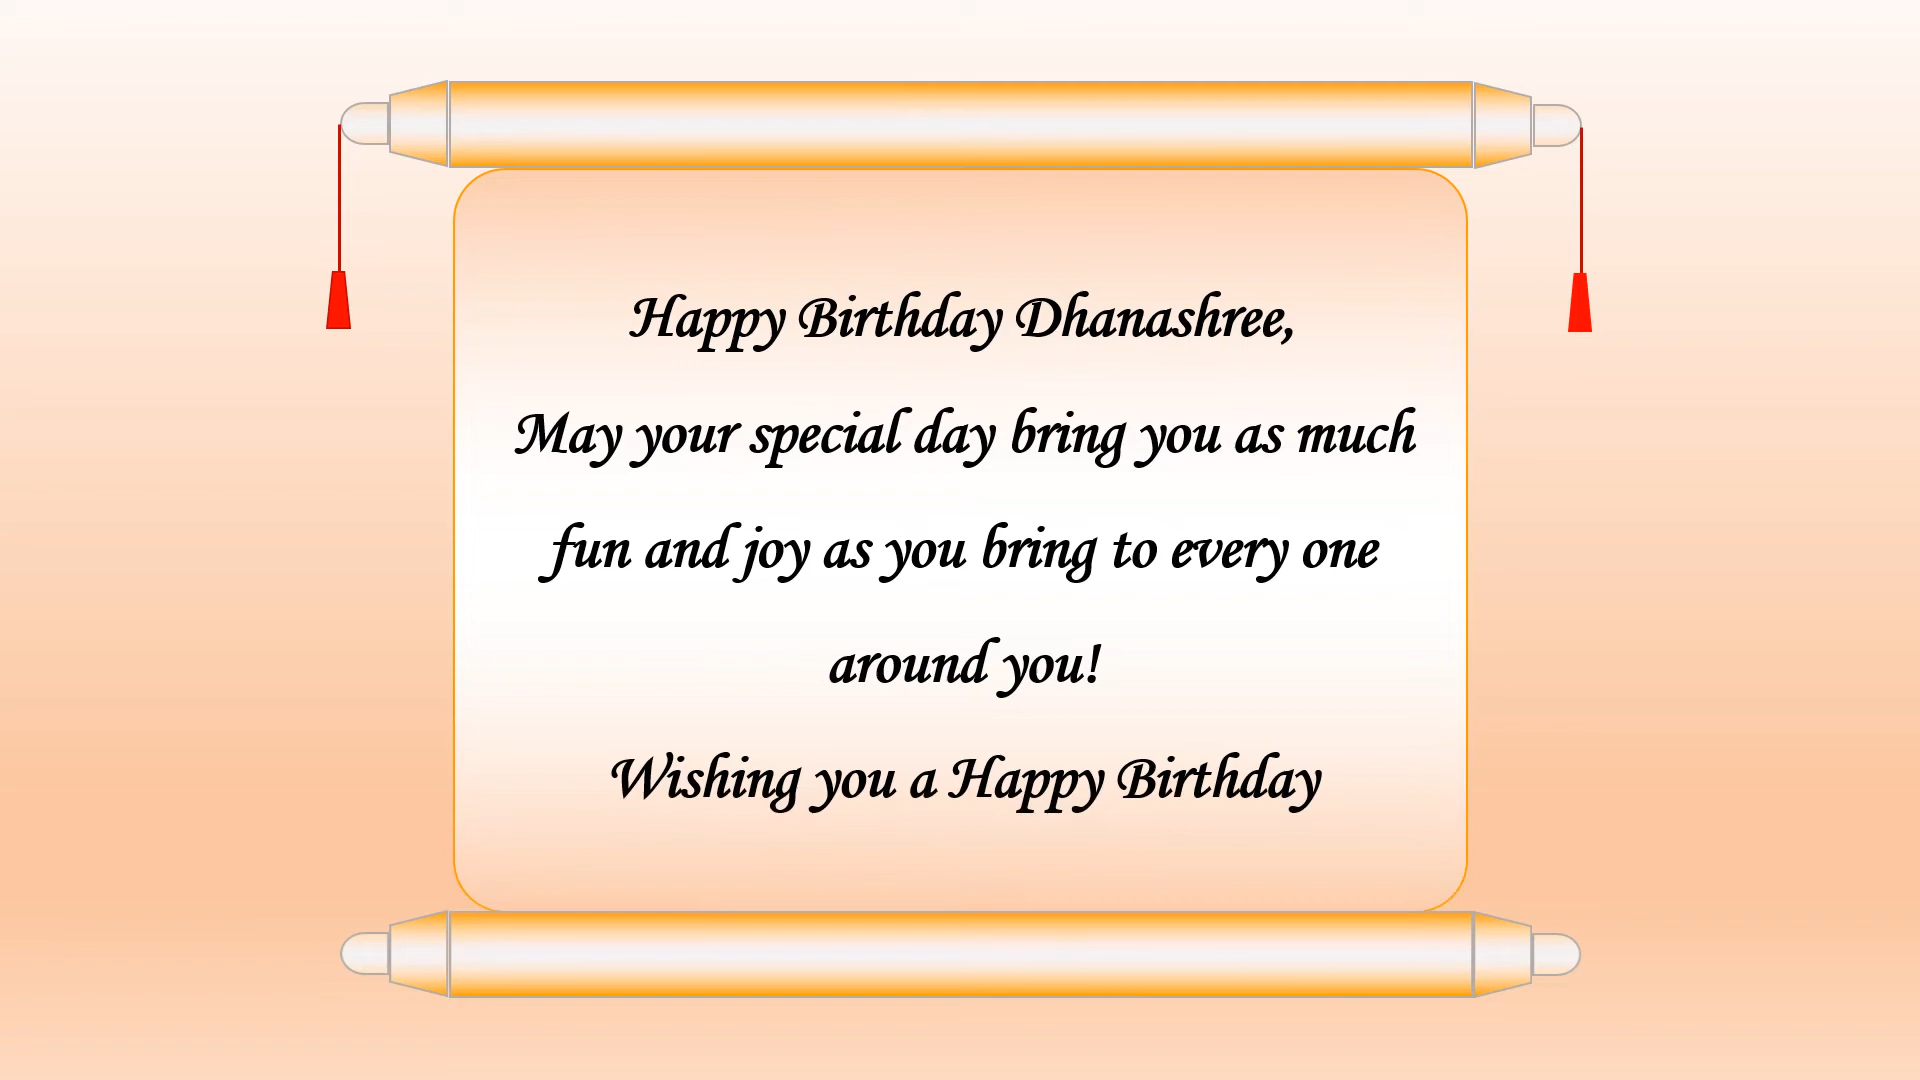 Happy Birthday Dhanashree,
May your special day bring you as much
fun and joy as you bring to every one
around you!
Wishing you a Happy Birthday